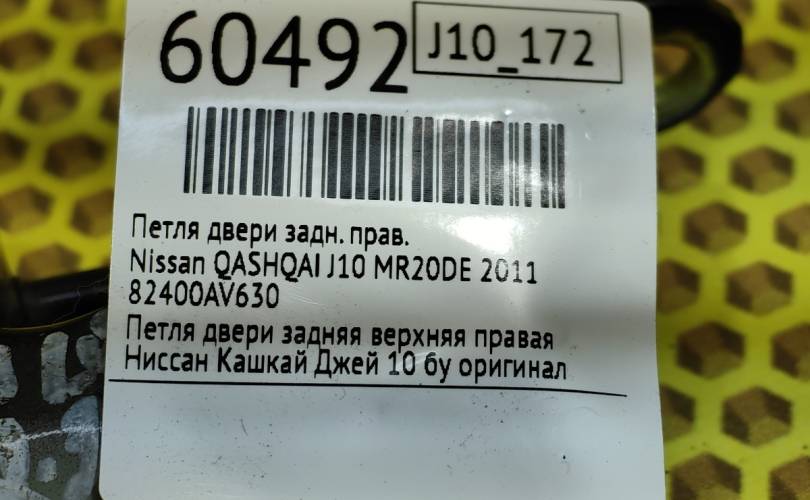 60492
J10_172
Петля двери задн. прав.
Nissan QASHQAI J10 MR20DE 2011
82400AV630
Петля двери задняя верхняя правая
Ниссан Кашкай Джей 10 бу оригинал